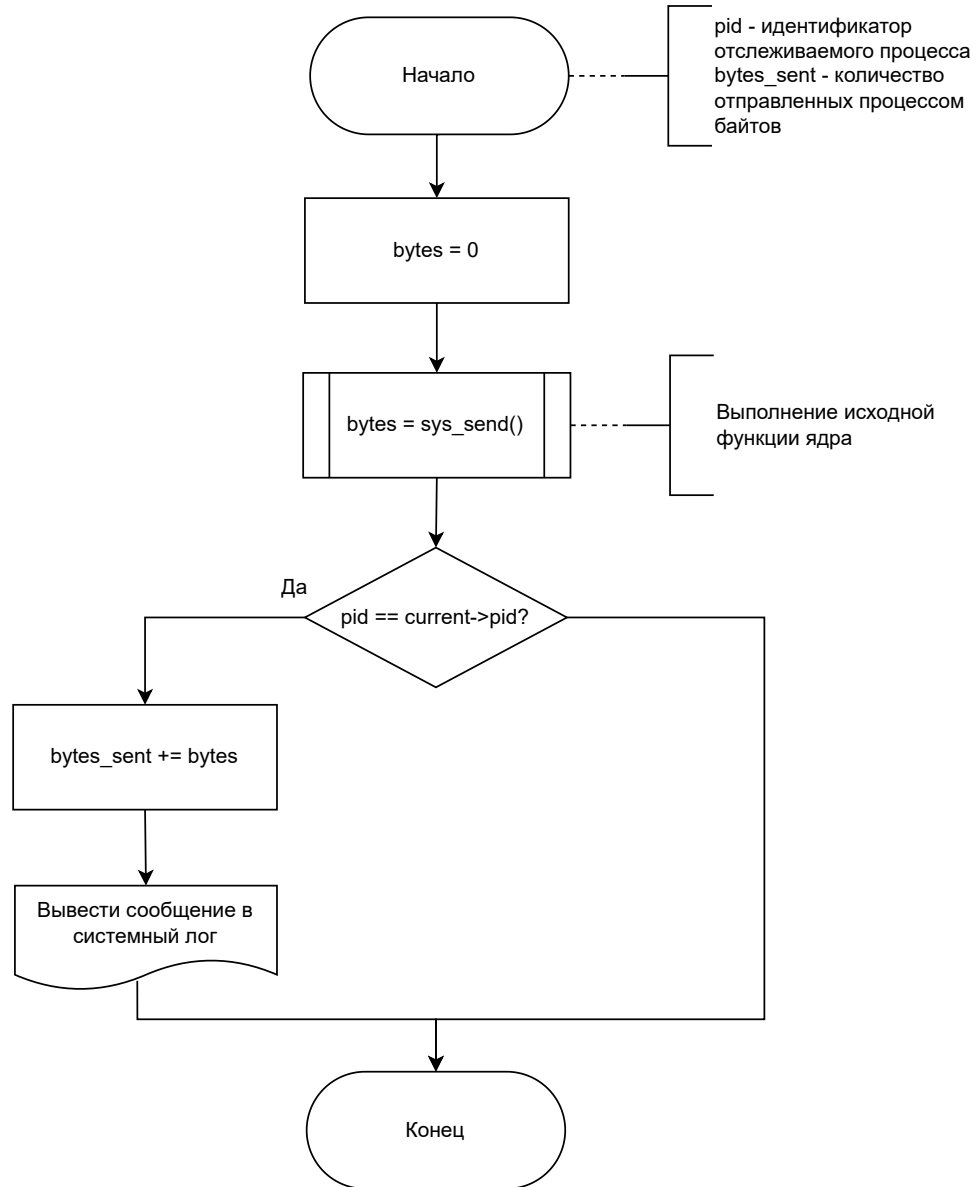 Начало
pid - идентификатор
отслеживаемого процесса
bytes_sent - количество
отправленных процессом
байтов
bytes = 0
bytes = sys_send()
Выполнение исходной
функции ядра
Да
pid == current->pid?
bytes_sent += bytes
Вывести сообщение в
системный лог
Конец